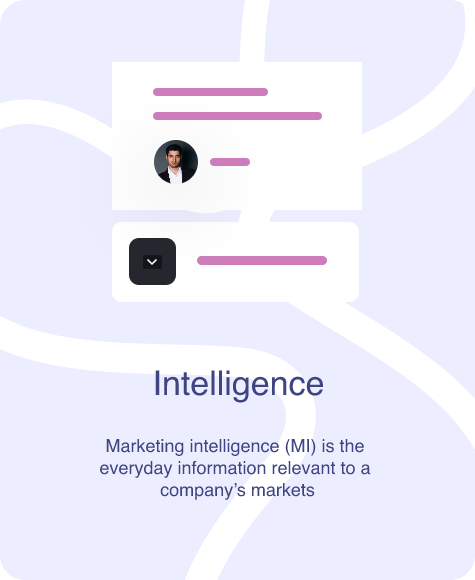 Intelligence
Marketing intelligence (MI) is the
everyday information relevant to a
company’s markets